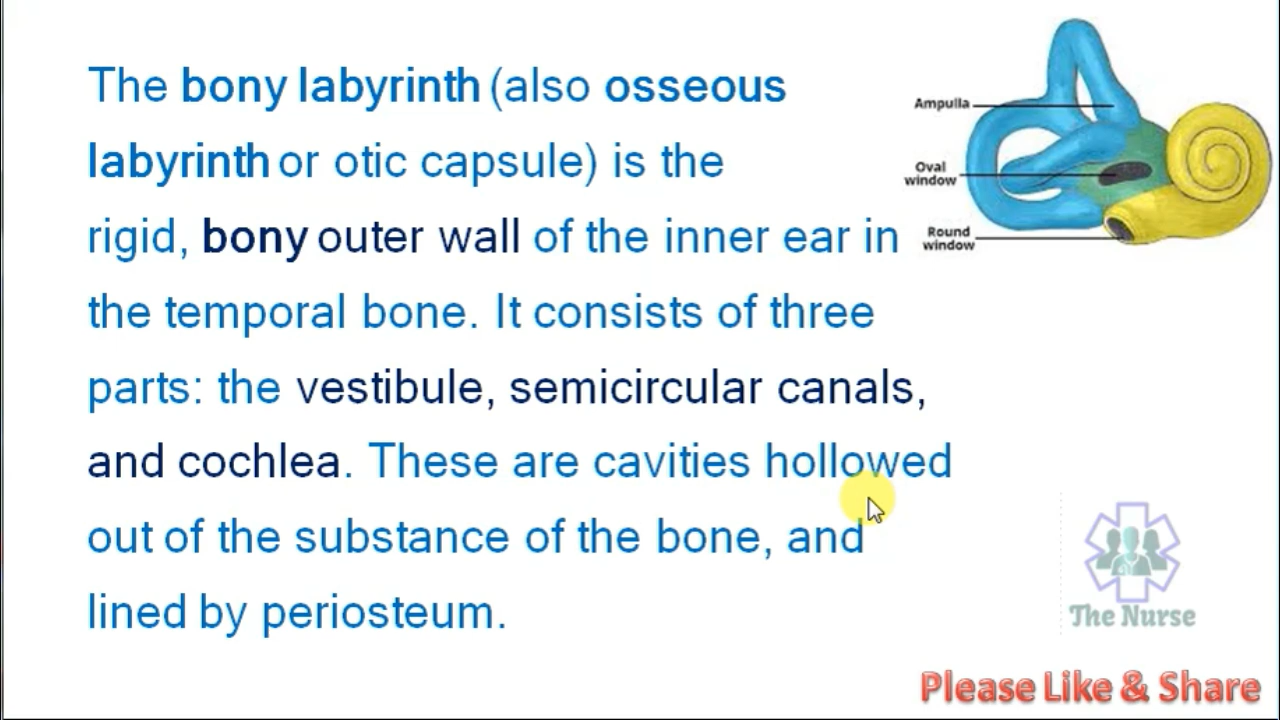 The bony labyrinth (also osseous
labyrinth or otic capsule) is the
rigid, bony outer wall of the inner ear in
the temporal bone. It consists of three
parts: the vestibule, semicircular canals,
and cochlea. These are cavities hollowed
out of the substance of the bone, and
lined by periosteum.
Ampulla
Oval
window
Round
window
The Nurse
Please Like & Share